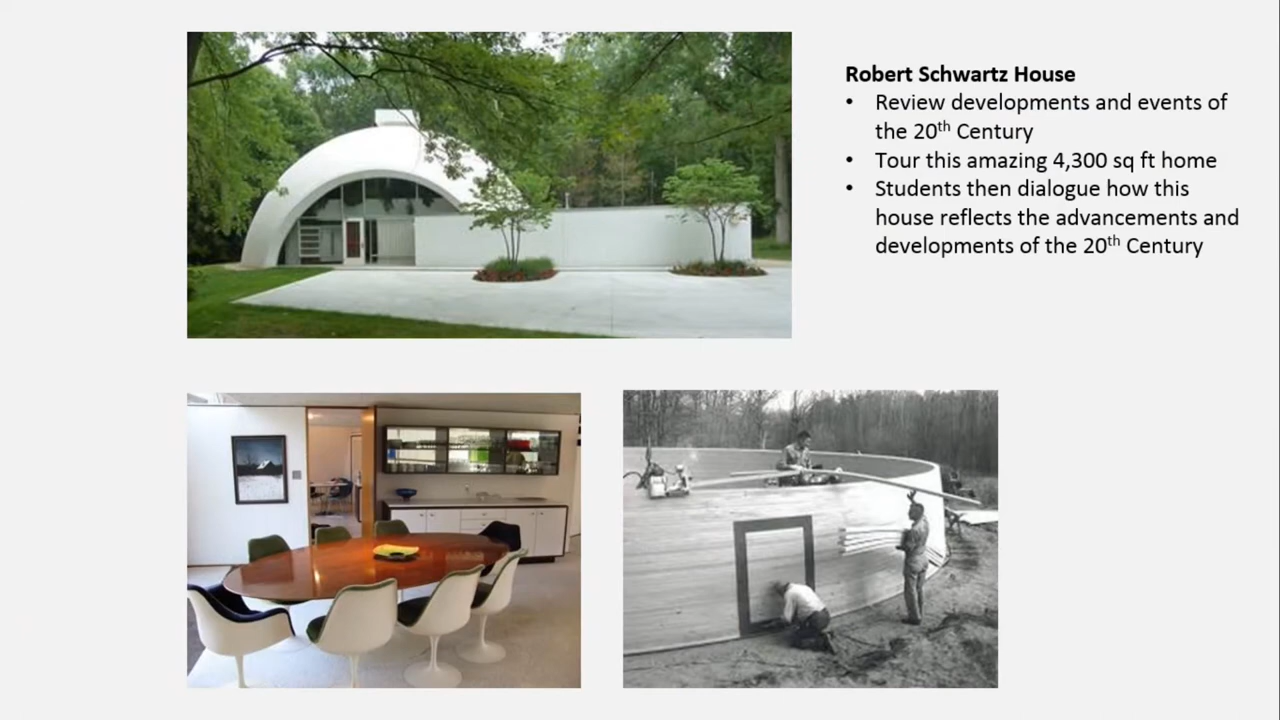 Robert Schwartz House
• Review developments and events of
the 20th Century
• Tour this amazing 4,300 sq ft home
• Students then dialogue how this
house reflects the advancements and
developments of the 20th Century